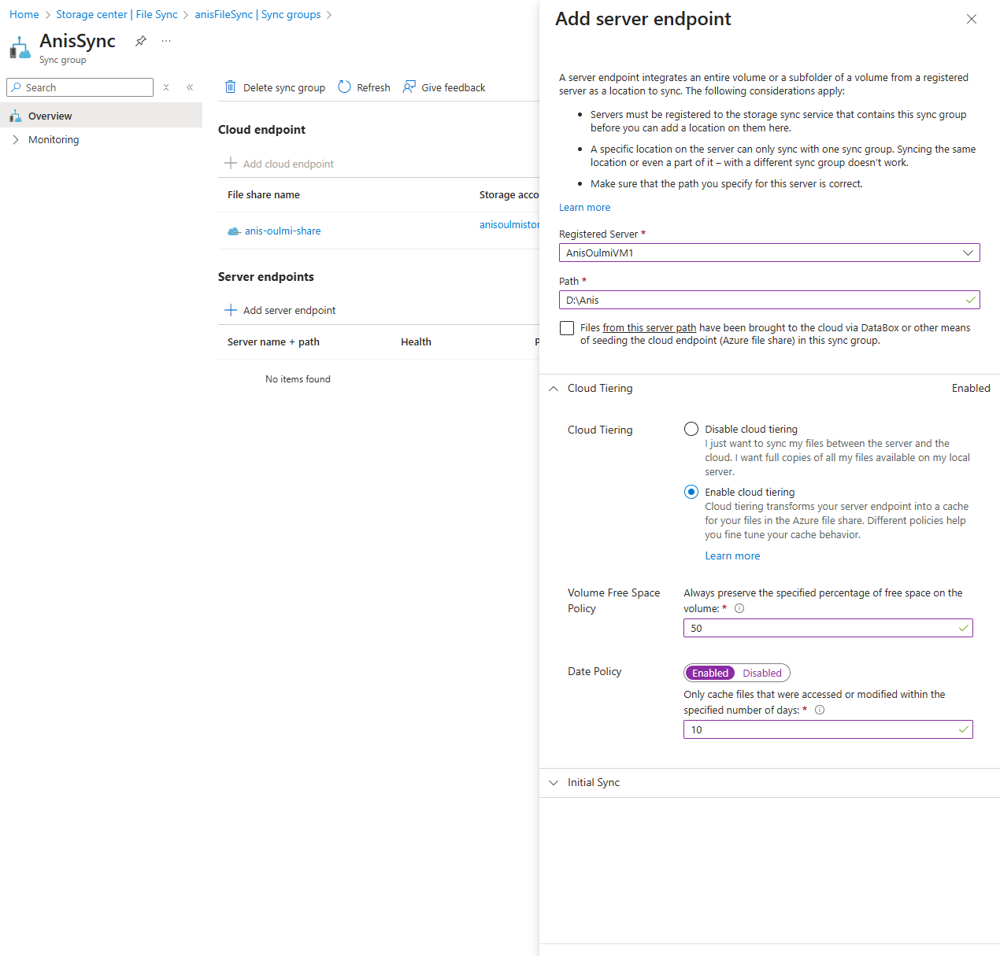 Home
Storage center | File Sync
anisFileSync | Sync groups
AnisSync
...
Sync group
Search
Overview
Monitoring
Delete sync group
Refresh
Give feedback
Cloud endpoint
Add cloud endpoint
File share name
Storage acco
anis-oulmi-share
anisoulmistor
Server endpoints
Add server endpoint
Server name + path
Health
P
No items found
Add server endpoint
A server endpoint integrates an entire volume or a subfolder of a volume from a registered
server as a location to sync. The following considerations apply:
• Servers must be registered to the storage sync service that contains this sync group
before you can add a location on them here.
• A specific location on the server can only sync with one sync group. Syncing the same
location or even a part of it – with a different sync group doesn't work.
• Make sure that the path you specify for this server is correct.
Learn more
Registered Server *
AnisOulmiVM1
Path *
D:\Anis
Files from this server path have been brought to the cloud via DataBox or other means
of seeding the cloud endpoint (Azure file share) in this sync group.
Cloud Tiering
Enabled
Cloud Tiering
Disable cloud tiering
I just want to sync my files between the server and the
cloud. I want full copies of all my files available on my local
server.
Enable cloud tiering
Cloud tiering transforms your server endpoint into a cache
for your files in the Azure file share. Different policies help
you fine tune your cache behavior.
Learn more
Volume Free Space
Policy
Always preserve the specified percentage of free space on the
volume: *
50
Date Policy
Enabled
Disabled
Only cache files that were accessed or modified within the
specified number of days: *
10
Initial Sync